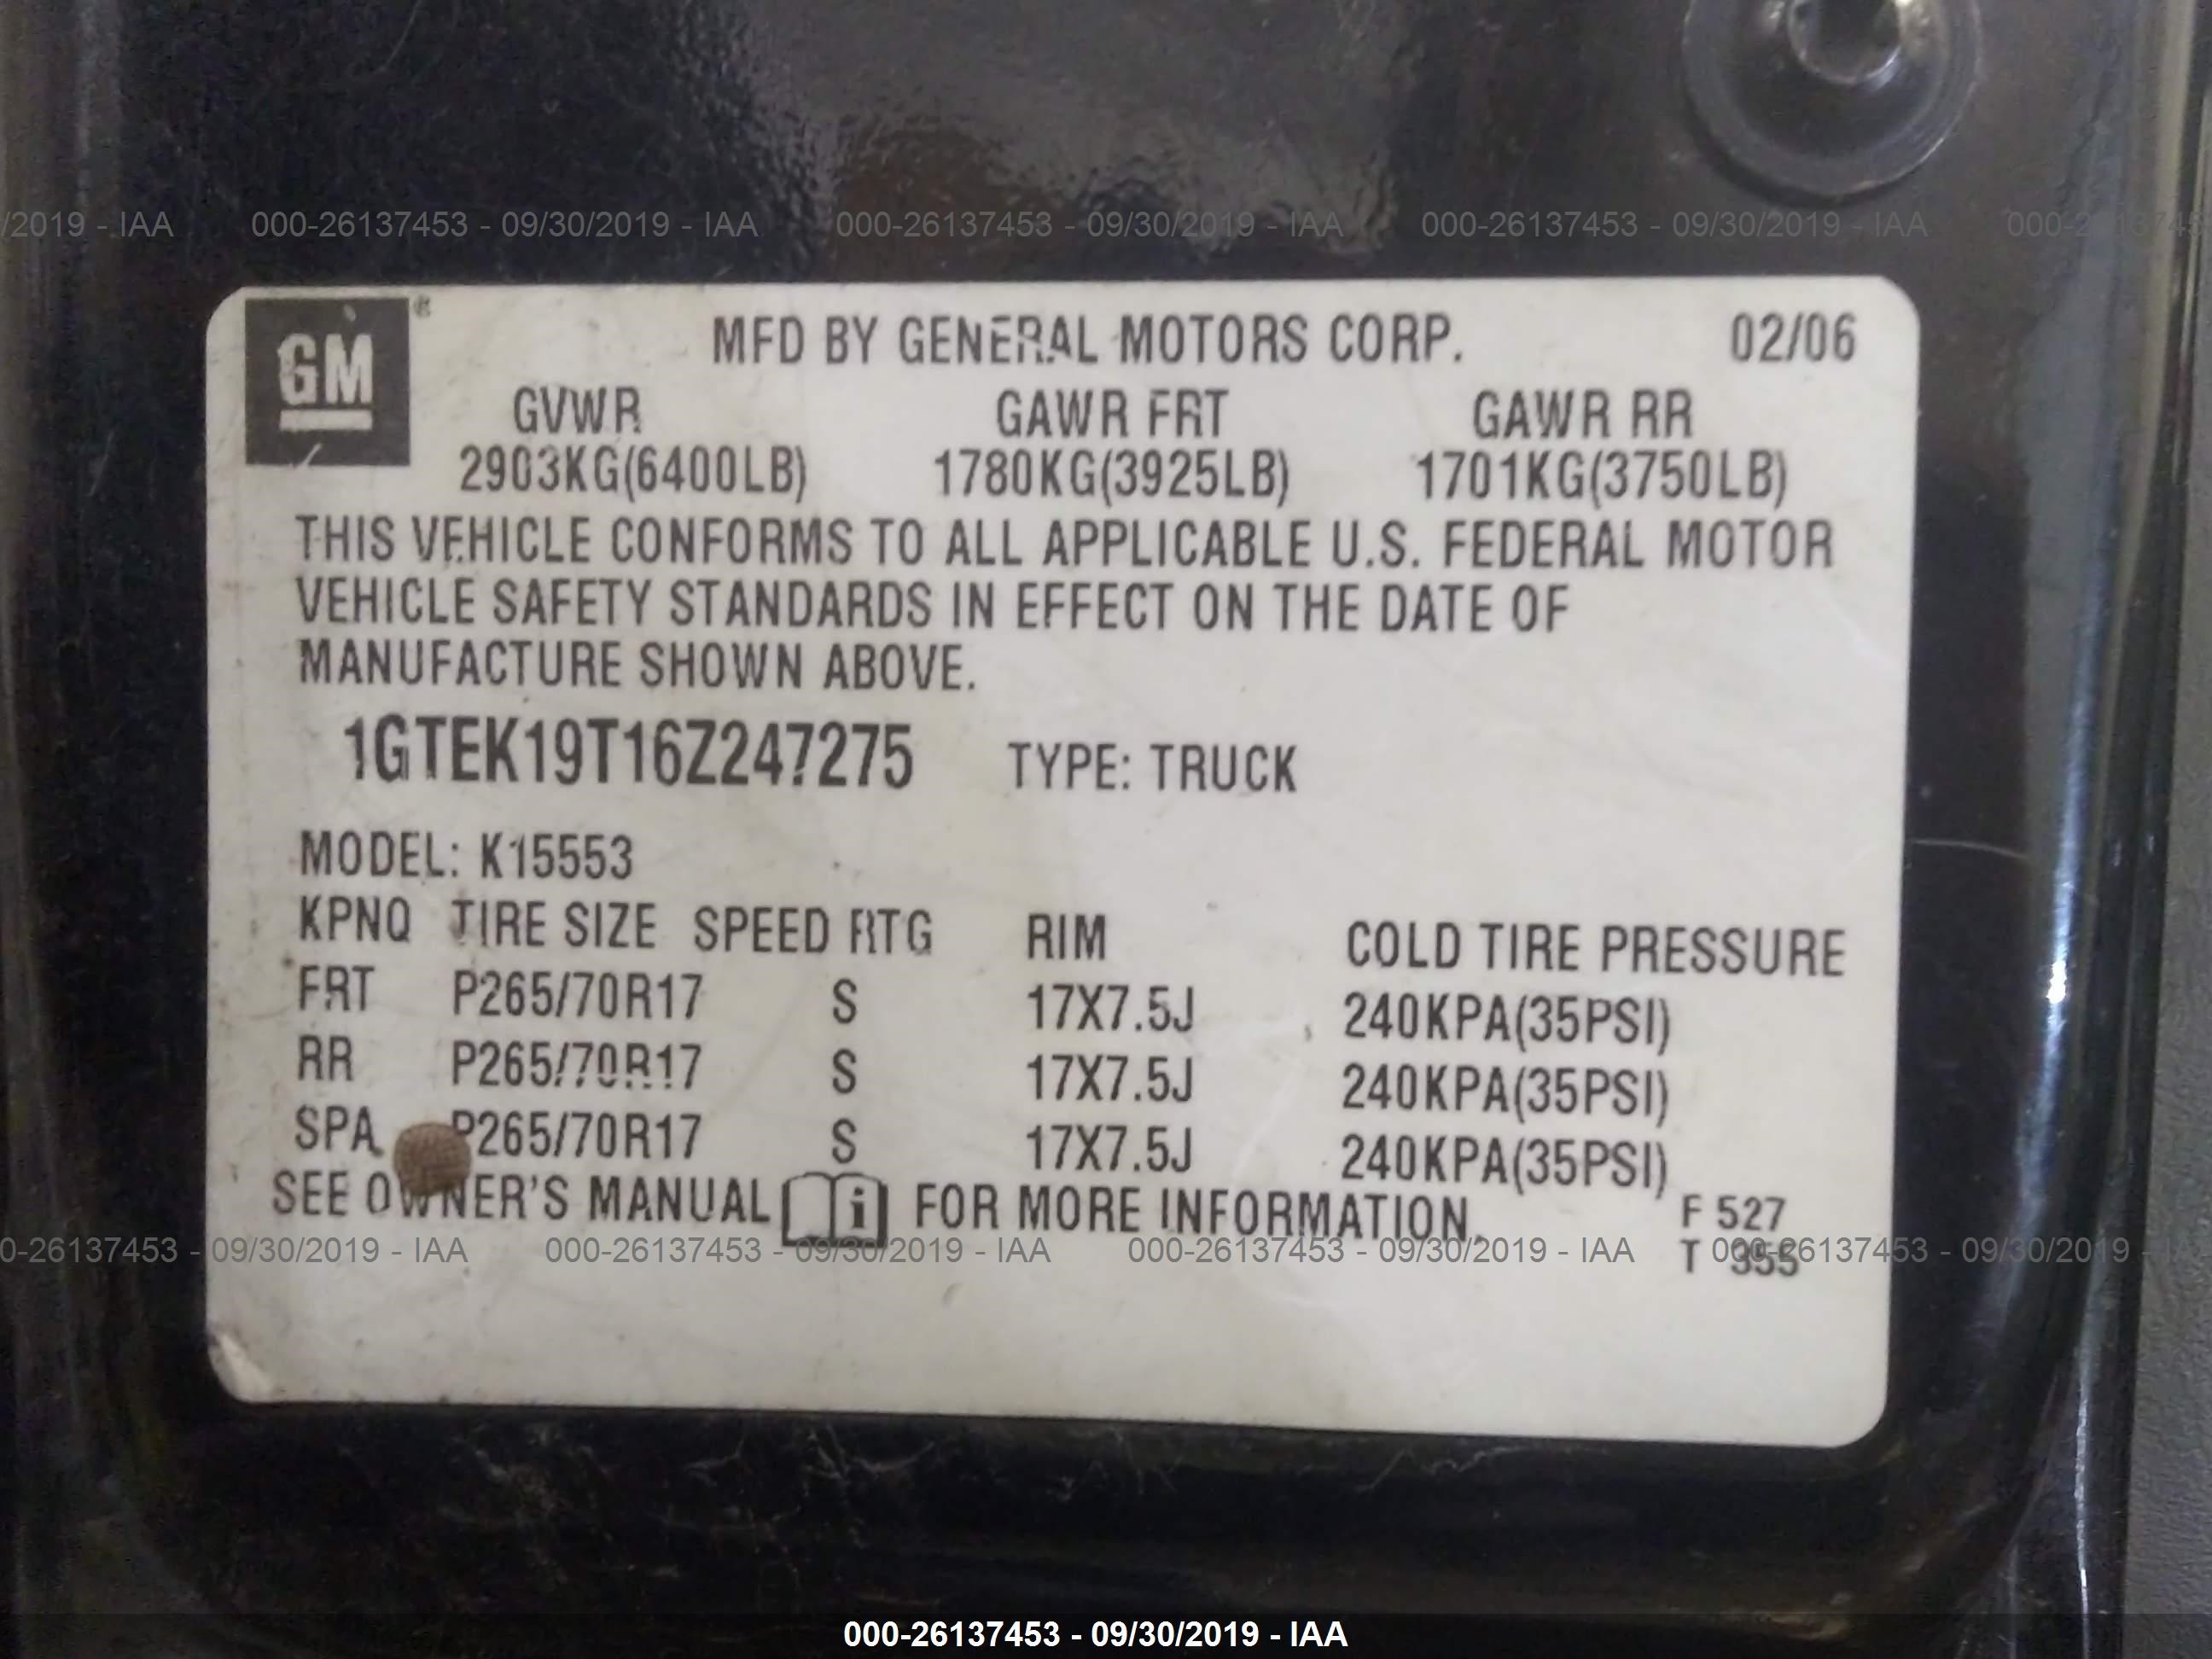 /2019 - IAA 000-26137453 - 09/30/2019 - IAA 000-26137453 - 09/30/2019 - IAA 000-26137453 - 09/30/2019 - IAA
GM®
MFD BY GENERAL MOTORS CORP. 02/06
GVWR GAWR FRT GAWR RR
2903KG(6400LB) 1780KG(3925LB) 1701KG(3750LB)
THIS VEHICLE CONFORMS TO ALL APPLICABLE U.S. FEDERAL MOTOR
VEHICLE SAFETY STANDARDS IN EFFECT ON THE DATE OF
MANUFACTURE SHOWN ABOVE.
1GTEK19T16Z247275 TYPE: TRUCK
MODEL: K15553
KPNQ TIRE SIZE SPEED RTG RIM COLD TIRE PRESSURE
FRT P265/70R17 S 17X7.5J 240KPA(35PSI)
RR P265/70R17 S 17X7.5J 240KPA(35PSI)
SPA P265/70R17 S 17X7.5J 240KPA(35PSI)
SEE OWNER'S MANUAL i FOR MORE INFORMATION.
F 527
T 355
0-26137453 - 09/30/2019 - IAA 000-26137453 - 09/30/2019 - IAA 000-26137453 - 09/30/2019 - IAA 000-26137453 - 09/30/2019 -
000-26137453 - 09/30/2019 - IAA